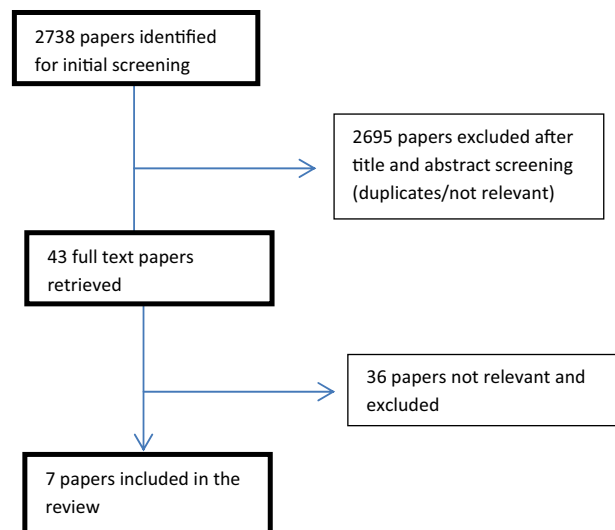 2738 papers identified
for initial screening
2695 papers excluded after
title and abstract screening
(duplicates/not relevant)
43 full text papers
retrieved
36 papers not relevant and
excluded
7 papers included in the
review